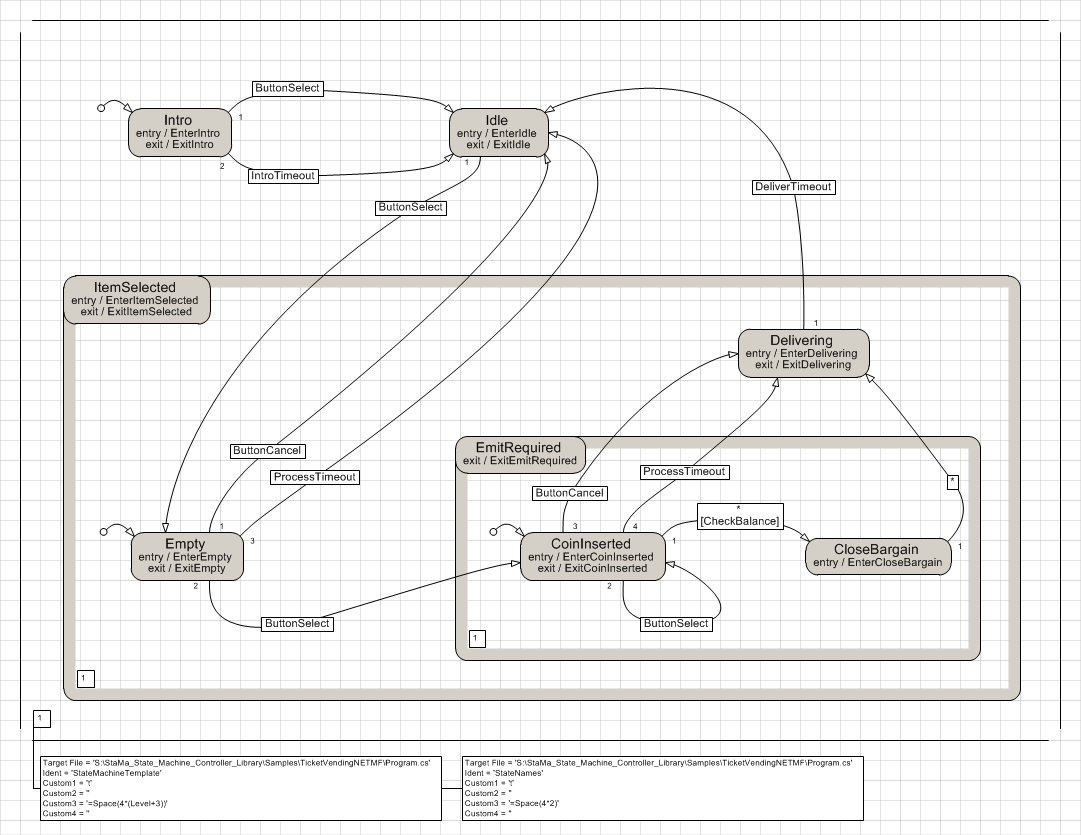 ButtonSelect
Intro
entry / EnterIntro
exit / ExitIntro
1
2
IntroTimeout
Idle
entry / EnterIdle
exit / ExitIdle
1
ButtonSelect
DeliverTimeout
ItemSelected
entry / EnterItemSelected
exit / ExitItemSelected
1
Delivering
entry / EnterDelivering
exit / ExitDelivering
ButtonCancel
ProcessTimeout
EmitRequired
exit / ExitEmitRequired
ProcessTimeout
*
ButtonCancel
*
[CheckBalance]
1
3
Empty
entry / EnterEmpty
exit / ExitEmpty
2
3
4
1
CoinInserted
entry / EnterCoinInserted
exit / ExitCoinInserted
2
1
CloseBargain
entry / EnterCloseBargain
ButtonSelect
ButtonSelect
1
1
1
Target File = 'S:\StaMa_State_Machine_Controller_Library\Samples\TicketVendingNETMF\Program.cs'
Ident = 'StateMachineTemplate'
Custom1 = 't'
Custom2 = ''
Custom3 = '=Space(4*(Level+3))'
Custom4 = ''
Target File = 'S:\StaMa_State_Machine_Controller_Library\Samples\TicketVendingNETMF\Program.cs'
Ident = 'StateNames'
Custom1 = 't'
Custom2 = ''
Custom3 = '=Space(4*2)'
Custom4 = ''